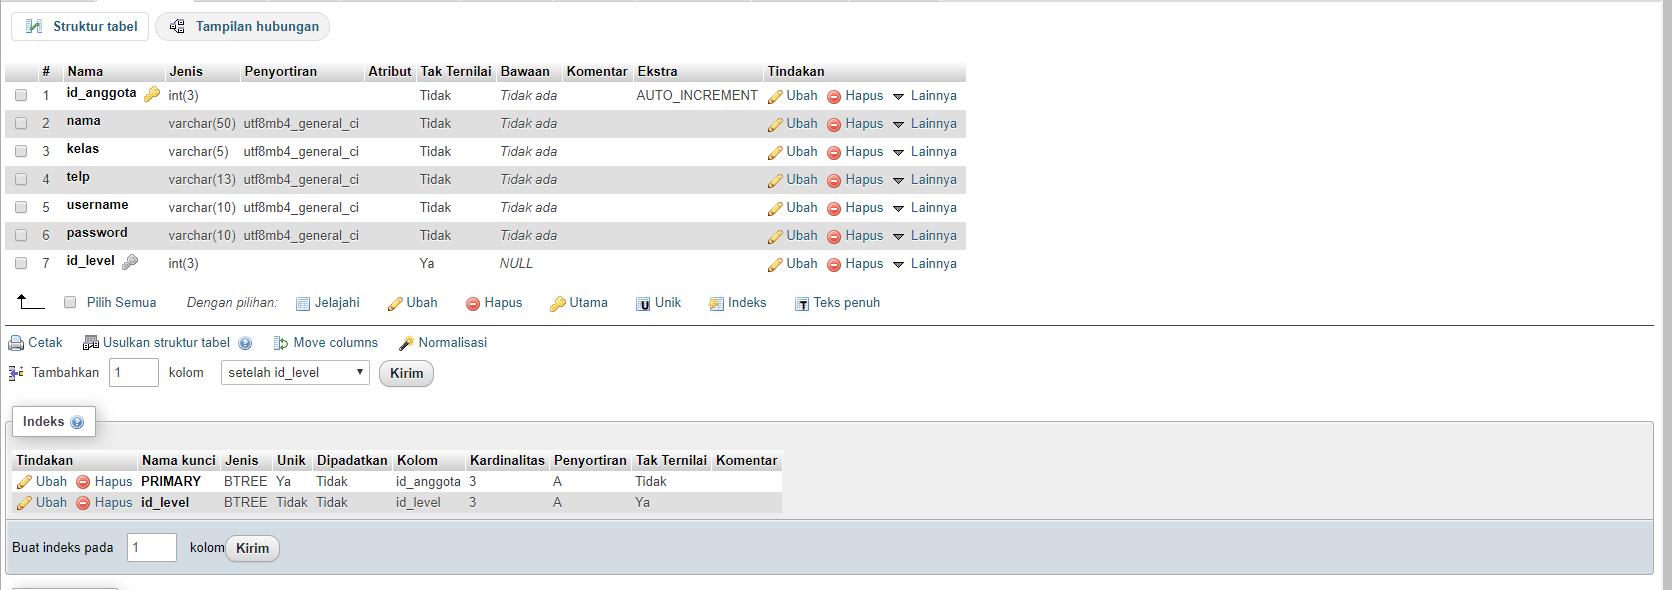 Struktur tabel Tampilan hubungan
# Nama Jenis Penyortiran Atribut Tak Ternilai Bawaan Komentar Ekstra Tindakan
1 id_anggota int(3) Tidak Tidak ada AUTO_INCREMENT Ubah Hapus Lainnya
2 nama varchar(50) utf8mb4_general_ci Tidak Tidak ada Ubah Hapus Lainnya
3 kelas varchar(5) utf8mb4_general_ci Tidak Tidak ada Ubah Hapus Lainnya
4 telp varchar(13) utf8mb4_general_ci Tidak Tidak ada Ubah Hapus Lainnya
5 username varchar(10) utf8mb4_general_ci Tidak Tidak ada Ubah Hapus Lainnya
6 password varchar(10) utf8mb4_general_ci Tidak Tidak ada Ubah Hapus Lainnya
7 id_level int(3) Ya NULL Ubah Hapus Lainnya
Pilih Semua Dengan pilihan: Jelajahi Ubah Hapus Utama Unik Indeks Teks penuh
Cetak Usulkan struktur tabel Move columns Normalisasi
Tambahkan 1 kolom setelah id_level Kirim
Indeks
Tindakan Nama kunci Jenis Unik Dipadatkan Kolom Kardinalitas Penyortiran Tak Ternilai Komentar
Ubah Hapus PRIMARY BTREE Ya Tidak id_anggota 3 A Tidak
Ubah Hapus id_level BTREE Tidak Tidak id_level 3 A Ya
Buat indeks pada 1 kolom Kirim